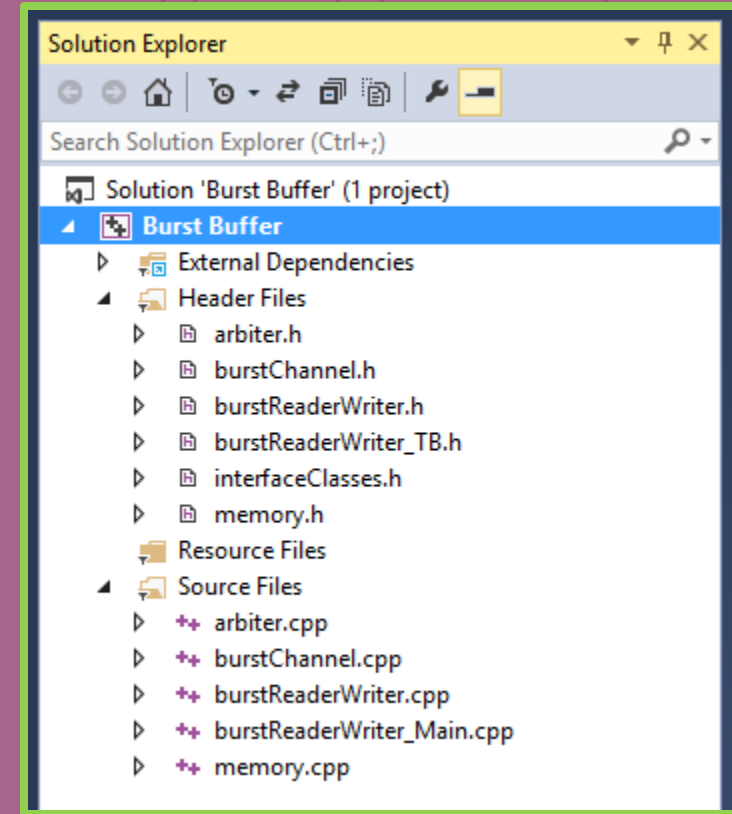 Solution Explorer
Search Solution Explorer (Ctrl+;)
Solution 'Burst Buffer' (1 project)
Burst Buffer
External Dependencies
Header Files
arbiter.h
burstChannel.h
burstReaderWriter.h
burstReaderWriter_TB.h
interfaceClasses.h
memory.h
Resource Files
Source Files
arbiter.cpp
burstChannel.cpp
burstReaderWriter.cpp
burstReaderWriter_Main.cpp
memory.cpp